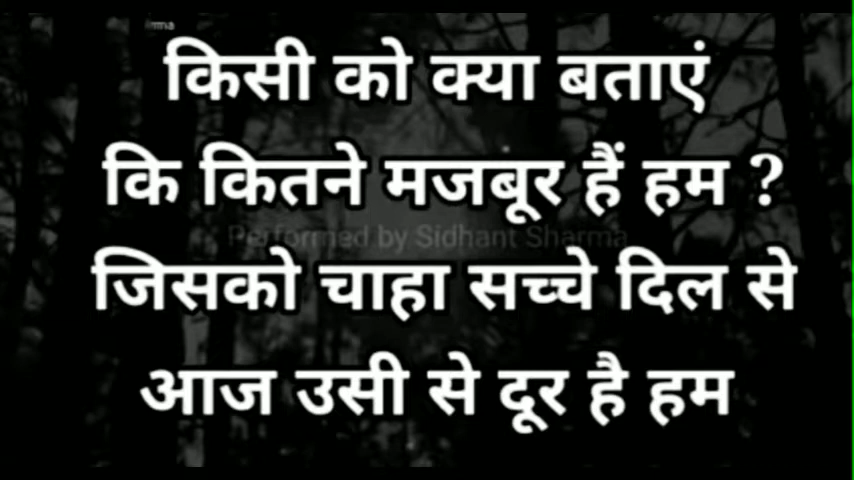 किसी को क्या बताएं
कि कितने मजबूर हैं हम ?
Performed by Sidhant Sharma
जिसको चाहा सच्चे दिल से
आज उसी से दूर है हम